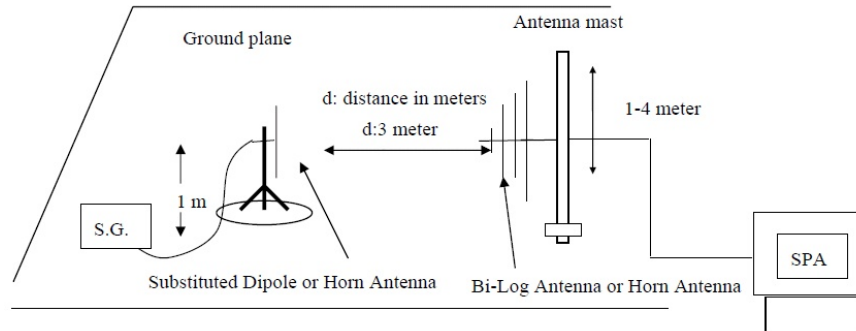 Antenna mast
Ground plane
d: distance in meters
d:3 meter
1-4 meter
1 m
S.G.
SPA
Substituted Dipole or Horn Antenna
Bi-Log Antenna or Horn Antenna